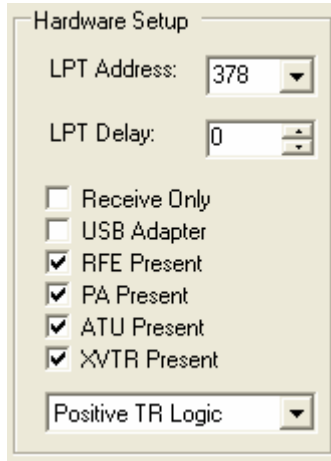 Hardware Setup
LPT Address: 378
LPT Delay: 0
Receive Only
USB Adapter
RFE Present
PA Present
ATU Present
XVTR Present
Positive TR Logic